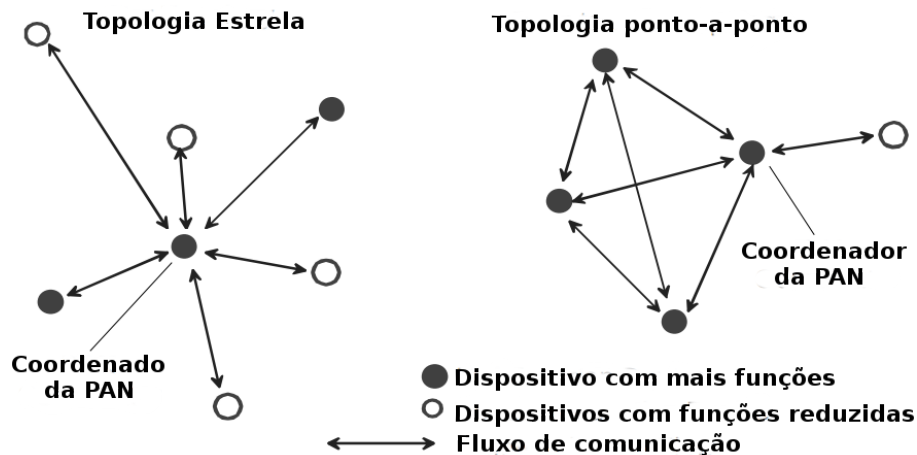 Topologia Estrela
Topologia ponto-a-ponto
Coordenador
da PAN
Coordenado
da PAN
Dispositivo com mais funções
Dispositivos com funções reduzidas
Fluxo de comunicação